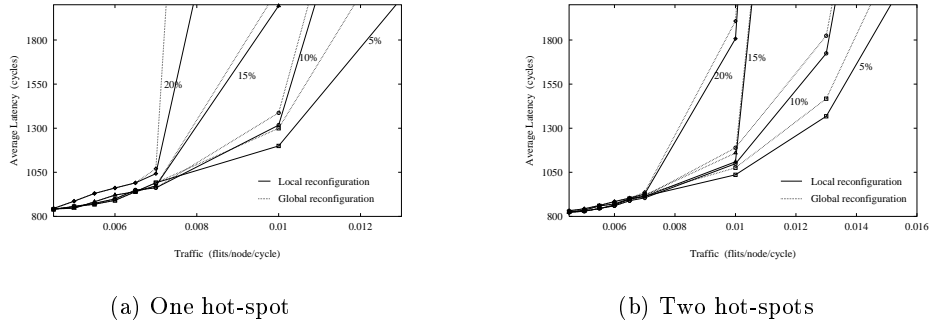 1800
1550
1300
1050
800
Average Latency (cycles)
20%
15%
10%
5%
Local reconfiguration
Global reconfiguration
0.006 0.008 0.01 0.012
Traffic (flits/node/cycle)
(a) One hot-spot
1800
1550
1300
1050
800
Average Latency (cycles)
20%
15%
10%
5%
Local reconfiguration
Global reconfiguration
0.006 0.008 0.01 0.012 0.014 0.016
Traffic (flits/node/cycle)
(b) Two hot-spots